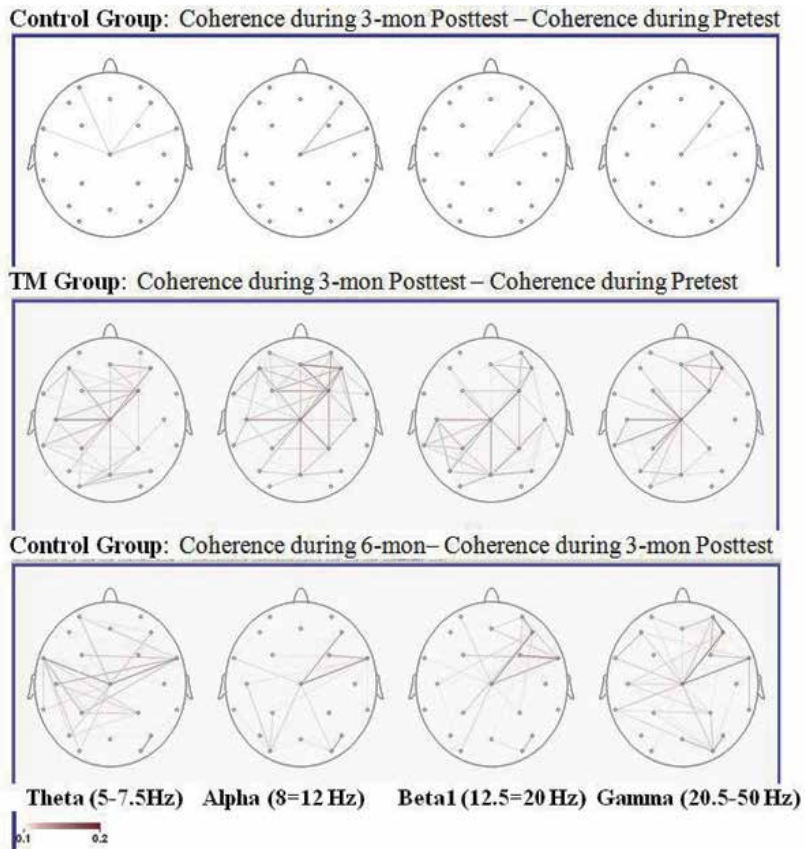 Control Group: Coherence during 3-mon Posttest – Coherence during Pretest
TM Group: Coherence during 3-mon Posttest – Coherence during Pretest
Control Group: Coherence during 6-mon– Coherence during 3-mon Posttest
Theta (5-7.5Hz) Alpha (8=12 Hz) Beta1 (12.5=20 Hz) Gamma (20.5-50 Hz)
0.1 0.2